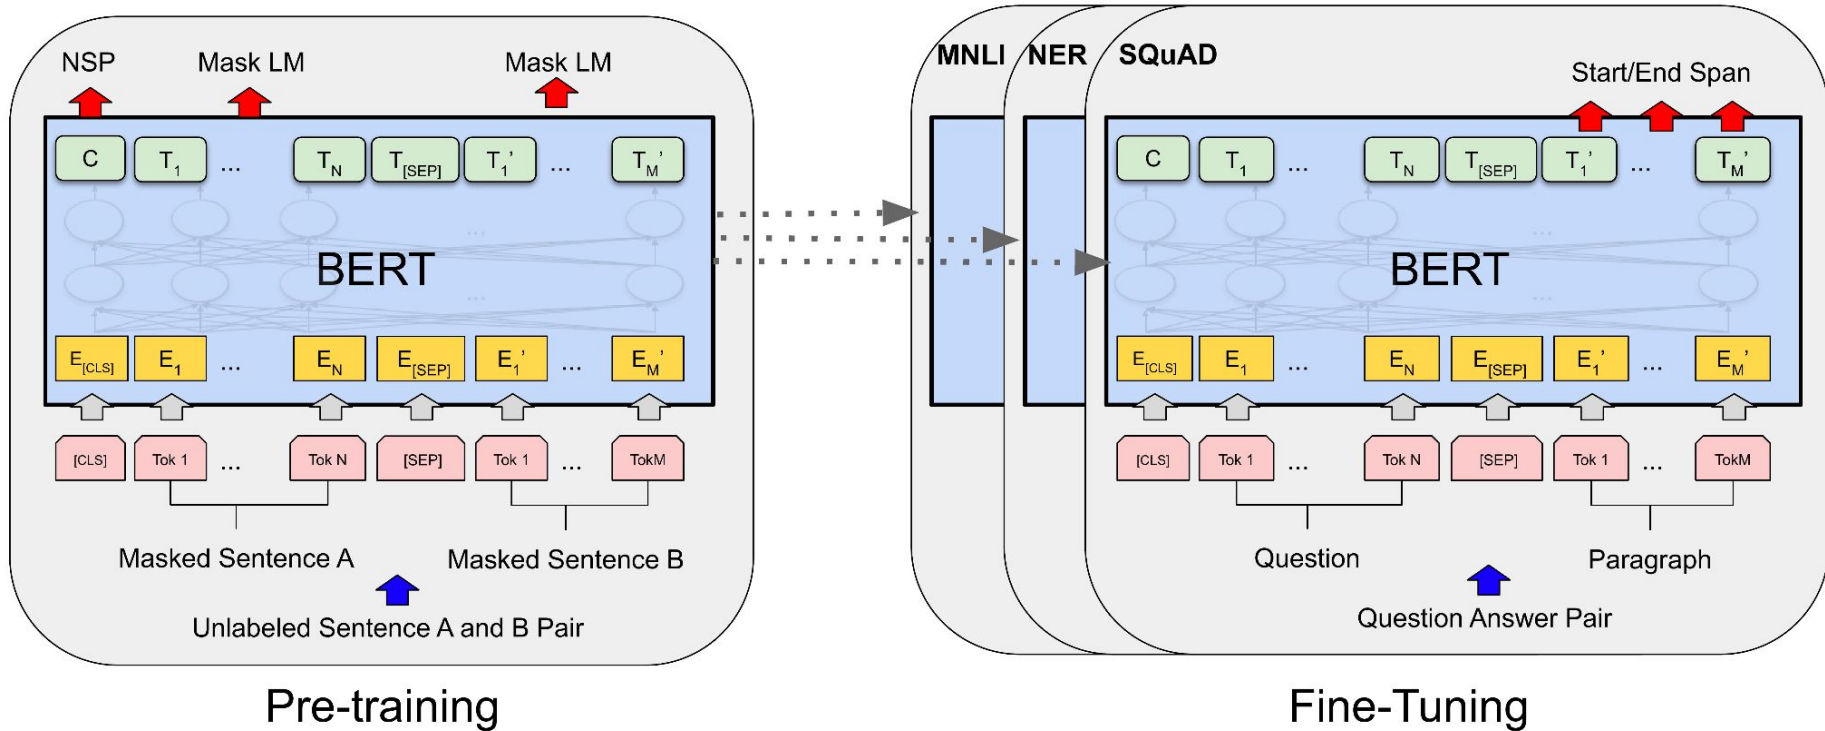 NSP Mask LM Mask LM
C T1 ... TN T[SEP] T1' ... TM'
...
BERT
...
E[CLS] E1 ... EN E[SEP] E1' ... EM'
[CLS] Tok 1 ... Tok N [SEP] Tok 1 ... TokM
Masked Sentence A Masked Sentence B
Unlabeled Sentence A and B Pair
Pre-training
MNLI NER SQuAD
Start/End Span
C T1 ... TN T[SEP] T1' ... TM'
...
BERT
...
E[CLS] E1 ... EN E[SEP] E1' ... EM'
[CLS] Tok 1 ... Tok N [SEP] Tok 1 ... TokM
Question Paragraph
Question Answer Pair
Fine-Tuning